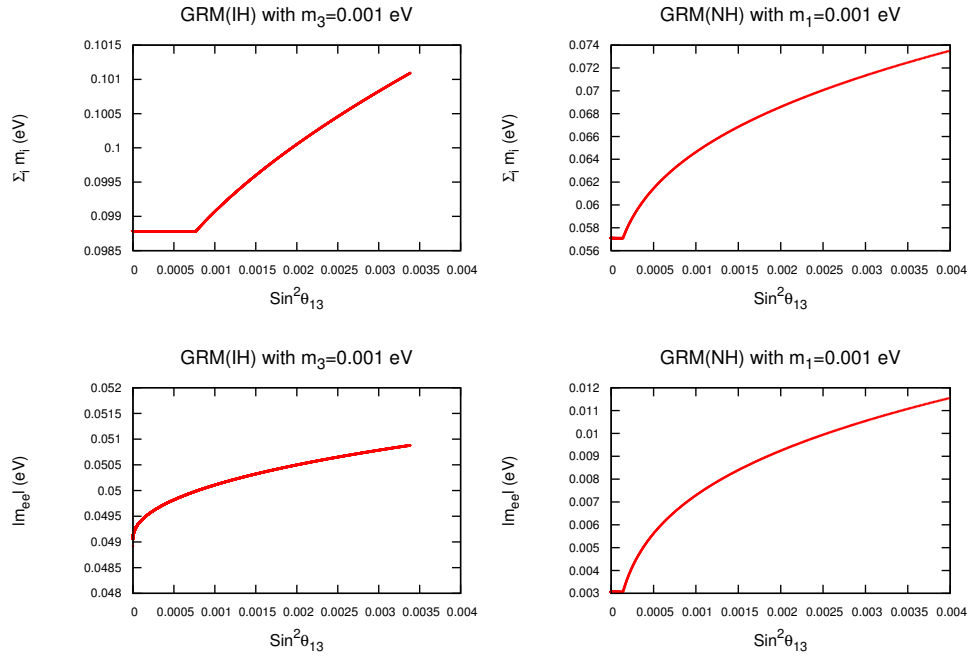 GRM(IH) with m3=0.001 eV
Σi mi (eV)
0.1015
0.101
0.1005
0.1
0.0995
0.099
0.0985
0 0.0005 0.001 0.0015 0.002 0.0025 0.003 0.0035 0.004
Sin²θ13
GRM(NH) with m1=0.001 eV
Σi mi (eV)
0.074
0.072
0.07
0.068
0.066
0.064
0.062
0.06
0.058
0.056
0 0.0005 0.001 0.0015 0.002 0.0025 0.003 0.0035 0.004
Sin²θ13
GRM(IH) with m3=0.001 eV
|mee| (eV)
0.052
0.0515
0.051
0.0505
0.05
0.0495
0.049
0.0485
0.048
0 0.0005 0.001 0.0015 0.002 0.0025 0.003 0.0035 0.004
Sin²θ13
GRM(NH) with m1=0.001 eV
|mee| (eV)
0.012
0.011
0.01
0.009
0.008
0.007
0.006
0.005
0.004
0.003
0 0.0005 0.001 0.0015 0.002 0.0025 0.003 0.0035 0.004
Sin²θ13